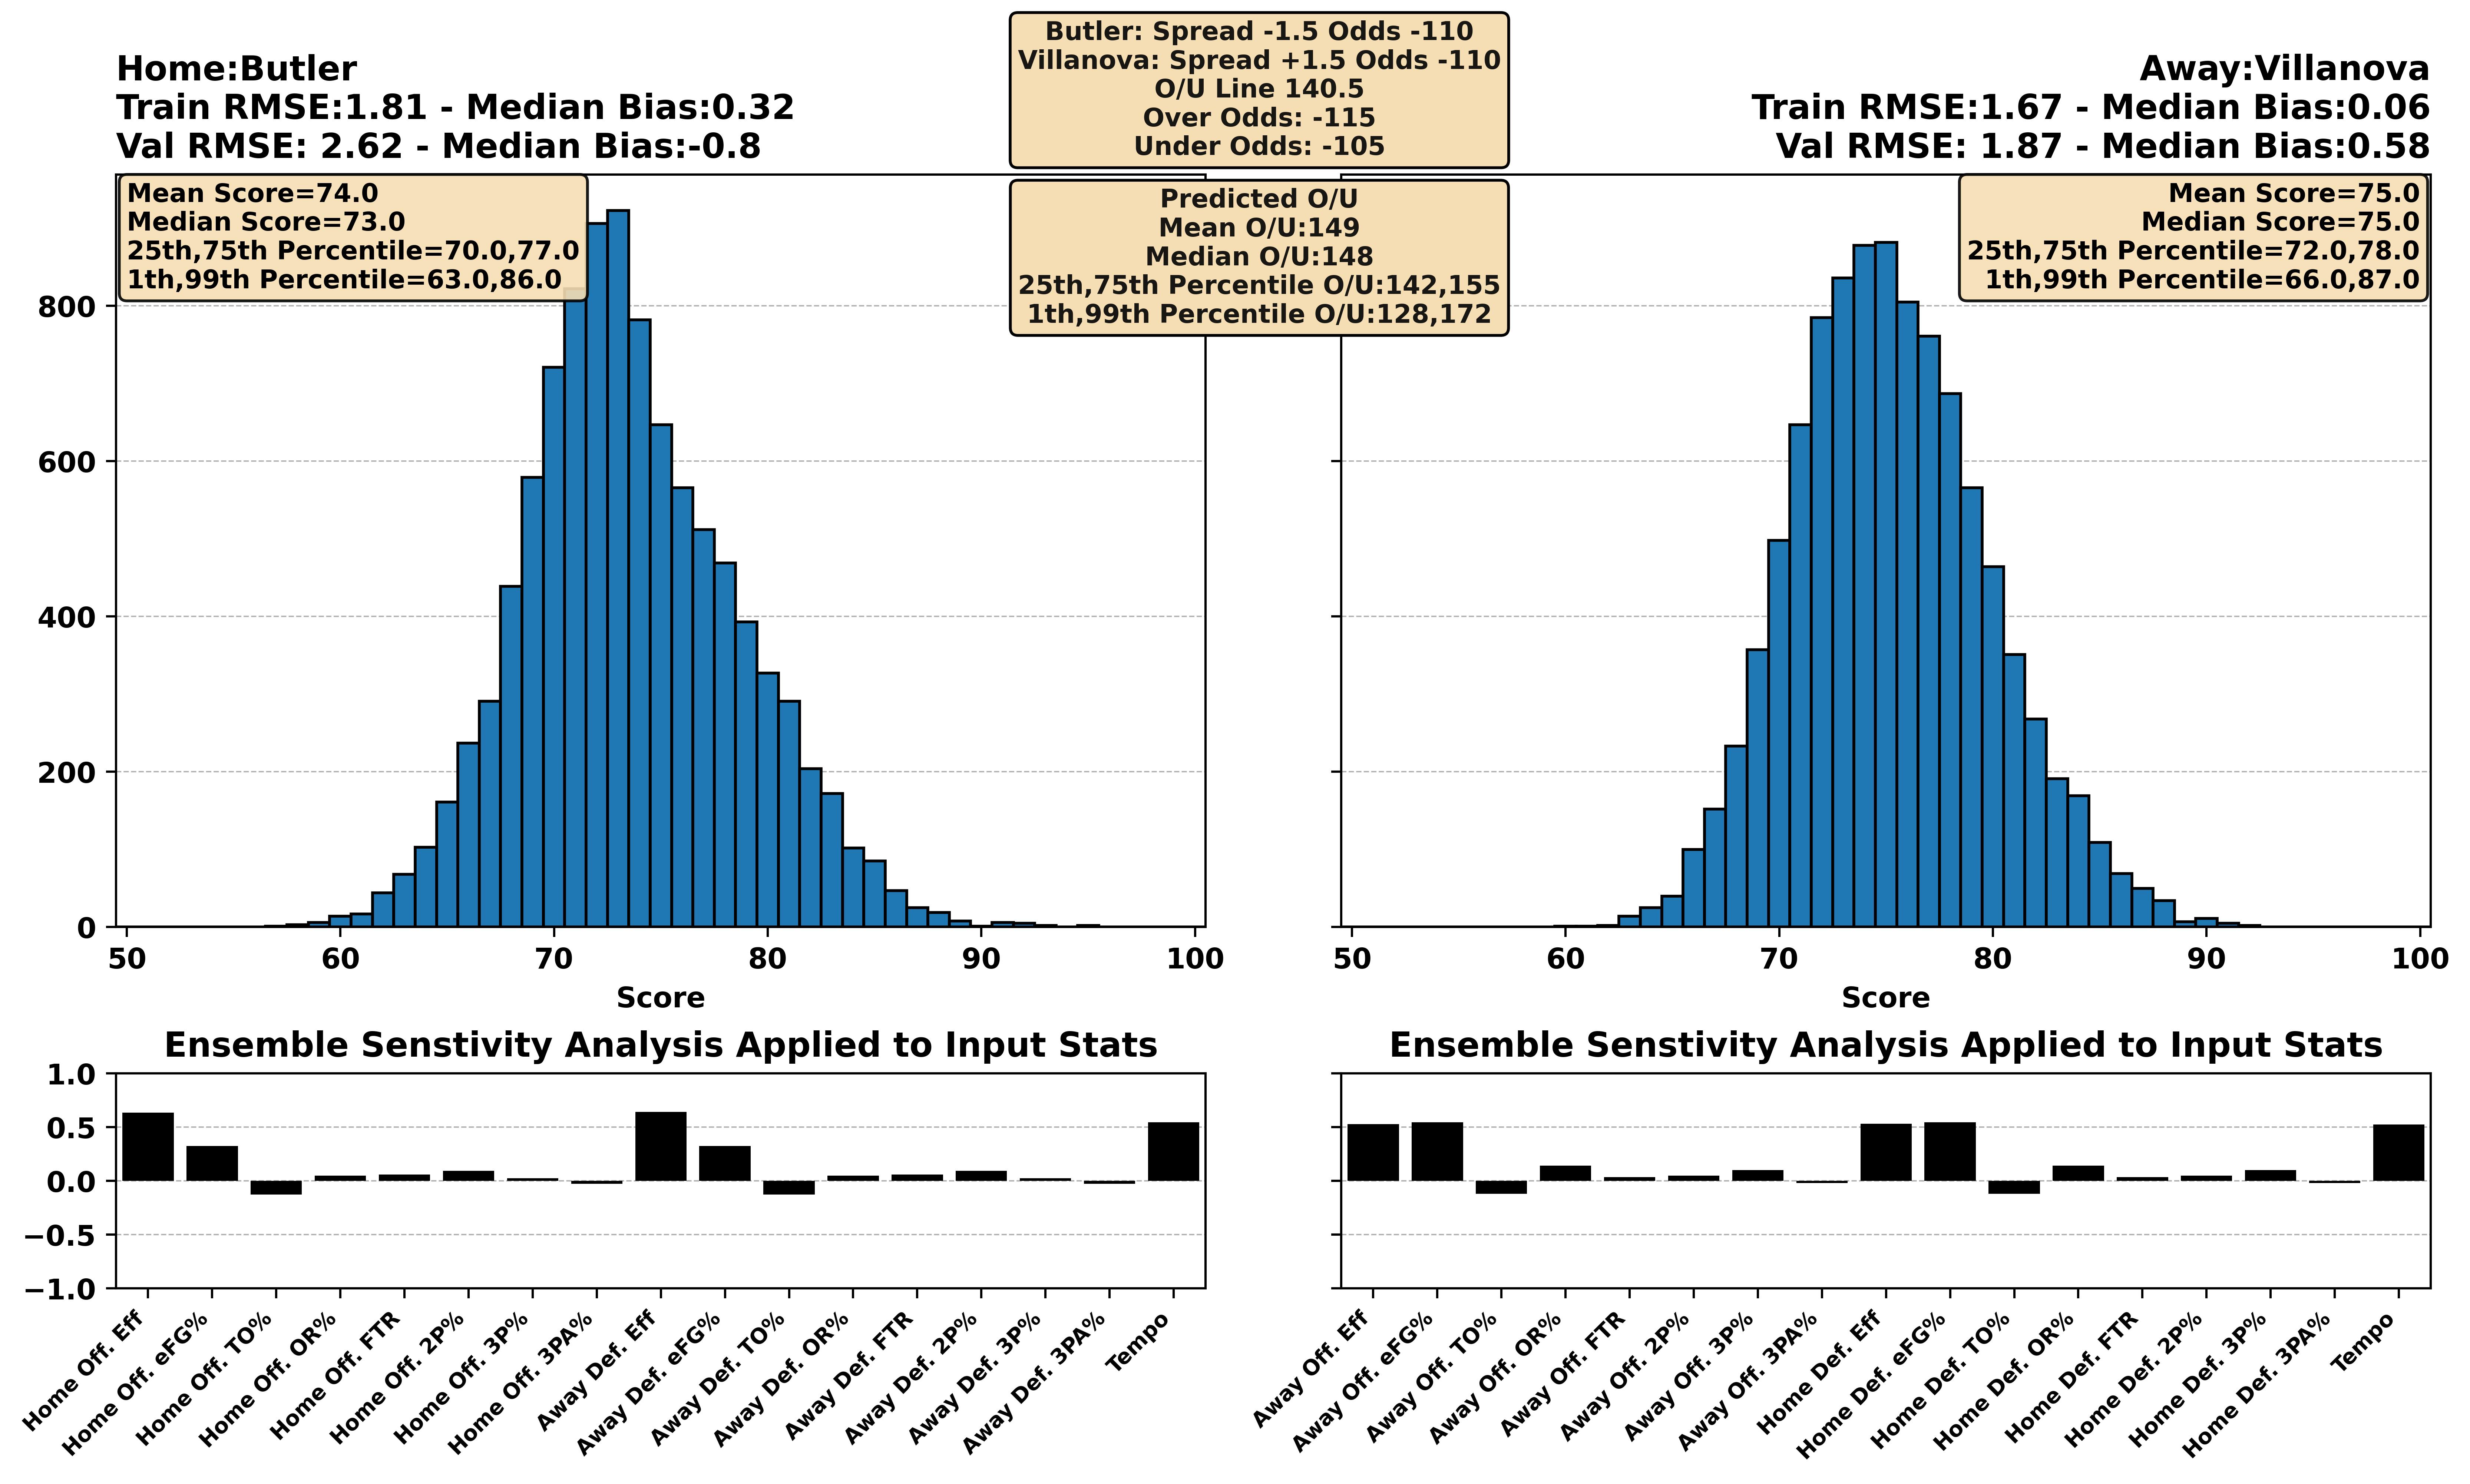 Butler: Spread -1.5 Odds -110
Villanova: Spread +1.5 Odds -110
O/U Line 140.5
Over Odds: -115
Under Odds: -105
Home:Butler
Train RMSE:1.81 - Median Bias:0.32
Val RMSE: 2.62 - Median Bias:-0.8
Away:Villanova
Train RMSE:1.67 - Median Bias:0.06
Val RMSE: 1.87 - Median Bias:0.58
Mean Score=74.0
Median Score=73.0
25th,75th Percentile=70.0,77.0
1th,99th Percentile=63.0,86.0
Predicted O/U
Mean O/U:149
Median O/U:148
25th,75th Percentile O/U:142,155
1th,99th Percentile O/U:128,172
Mean Score=75.0
Median Score=75.0
25th,75th Percentile=72.0,78.0
1th,99th Percentile=66.0,87.0
800
600
400
200
0
50 60 70 80 90 100
Score
50 60 70 80 90 100
Score
Ensemble Senstivity Analysis Applied to Input Stats
1.0
0.5
0.0
−0.5
−1.0
Home Off. Eff
Home Off. eFG%
Home Off. TO%
Home Off. OR%
Home Off. FTR
Home Off. 2P%
Home Off. 3P%
Home Off. 3PA%
Away Def. Eff
Away Def. eFG%
Away Def. TO%
Away Def. OR%
Away Def. FTR
Away Def. 2P%
Away Def. 3P%
Away Def. 3PA%
Tempo
Ensemble Senstivity Analysis Applied to Input Stats
Away Off. Eff
Away Off. eFG%
Away Off. TO%
Away Off. OR%
Away Off. FTR
Away Off. 2P%
Away Off. 3P%
Away Off. 3PA%
Home Def. Eff
Home Def. eFG%
Home Def. TO%
Home Def. OR%
Home Def. FTR
Home Def. 2P%
Home Def. 3P%
Home Def. 3PA%
Tempo